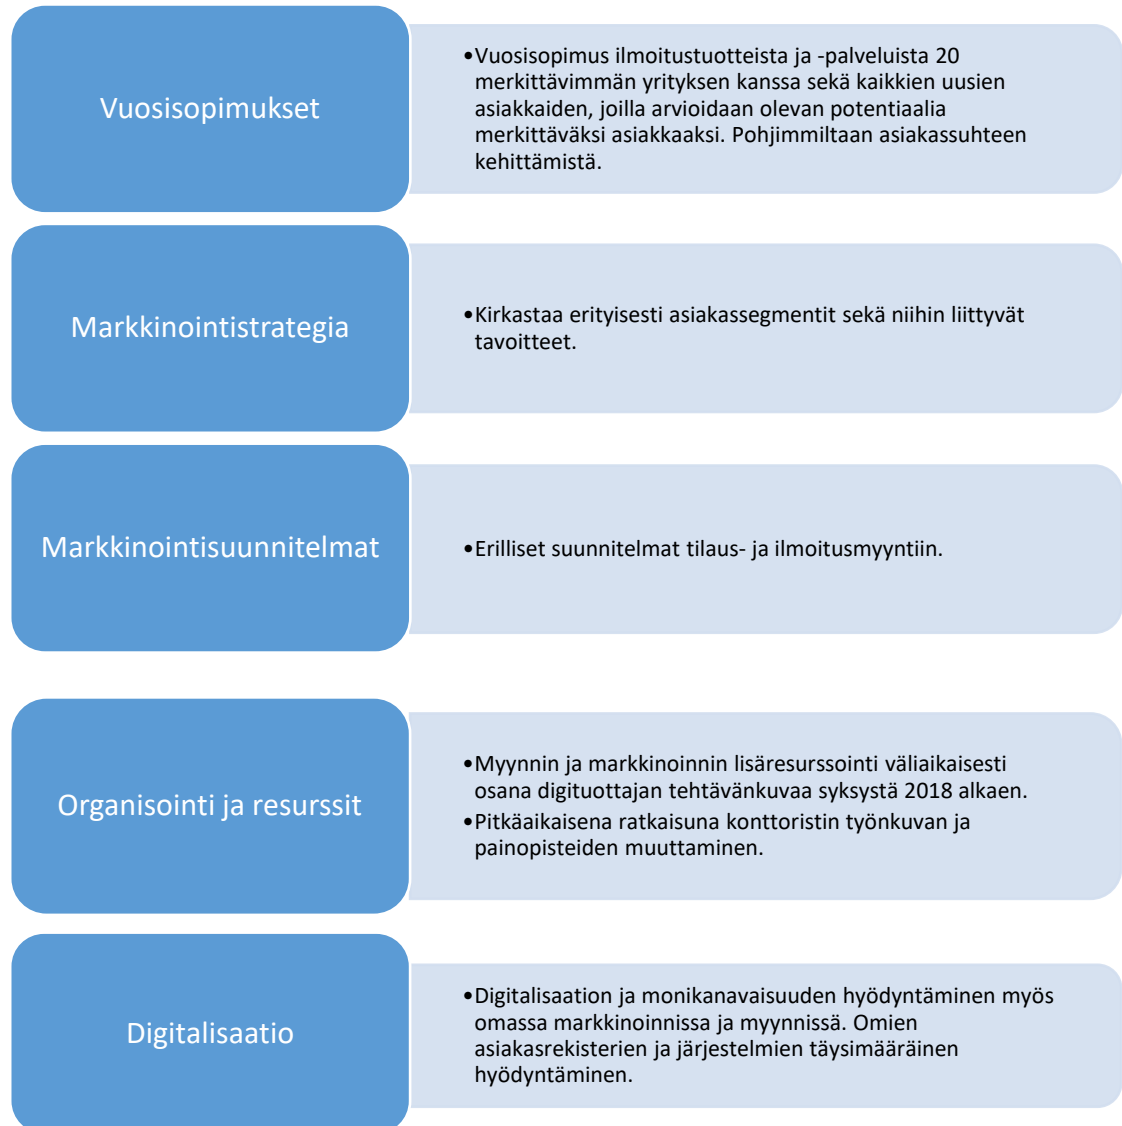 Vuosisopimukset
•Vuosisopimus ilmoitustuotteista ja -palveluista 20
merkittävimmän yrityksen kanssa sekä kaikkien uusien
asiakkaiden, joilla arvioidaan olevan potentiaalia
merkittäväksi asiakkaaksi. Pohjimmiltaan asiakassuhteen
kehittämistä.
Markkinointistrategia
•Kirkastaa erityisesti asiakassegmentit sekä niihin liittyvät
tavoitteet.
Markkinointisuunnitelmat
•Erilliset suunnitelmat tilaus- ja ilmoitusmyyntiin.
Organisointi ja resurssit
•Myynnin ja markkinoinnin lisäresurssointi väliaikaisesti
osana digituottajan tehtävänkuvaa syksystä 2018 alkaen.
•Pitkäaikaisena ratkaisuna konttoristin työnkuvan ja
painopisteiden muuttaminen.
Digitalisaatio
•Digitalisaation ja monikanavaisuuden hyödyntäminen myös
omassa markkinoinnissa ja myynnissä. Omien
asiakasrekisterien ja järjestelmien täysimääräinen
hyödyntäminen.